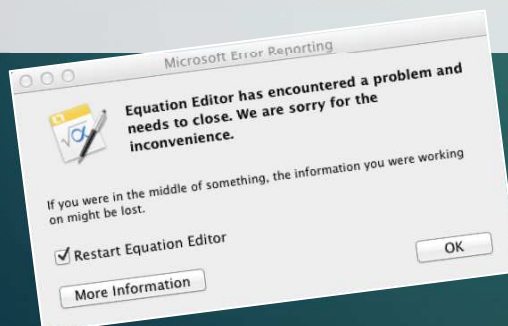 Microsoft Error Reporting
Equation Editor has encountered a problem and
needs to close. We are sorry for the
inconvenience.
If you were in the middle of something, the information you were working
on might be lost.
Restart Equation Editor
More Information
OK